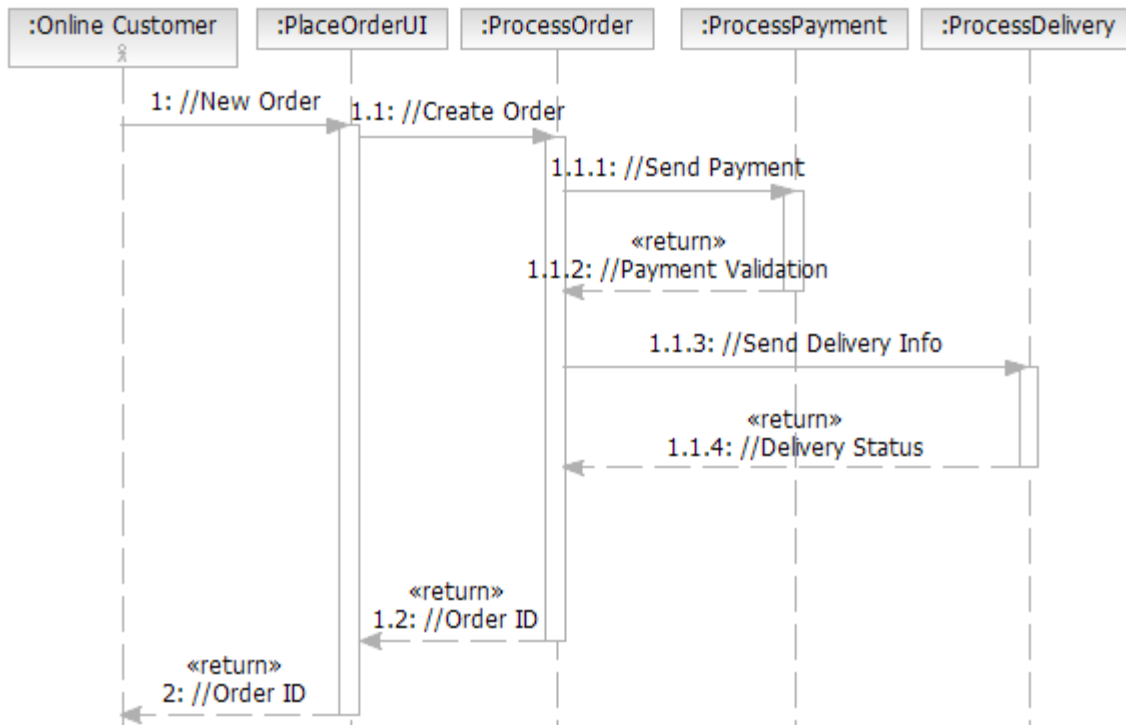 :Online Customer
:PlaceOrderUI
:ProcessOrder
:ProcessPayment
:ProcessDelivery
1: //New Order
1.1: //Create Order
1.1.1: //Send Payment
«return»
1.1.2: //Payment Validation
1.1.3: //Send Delivery Info
«return»
1.1.4: //Delivery Status
«return»
1.2: //Order ID
«return»
2: //Order ID